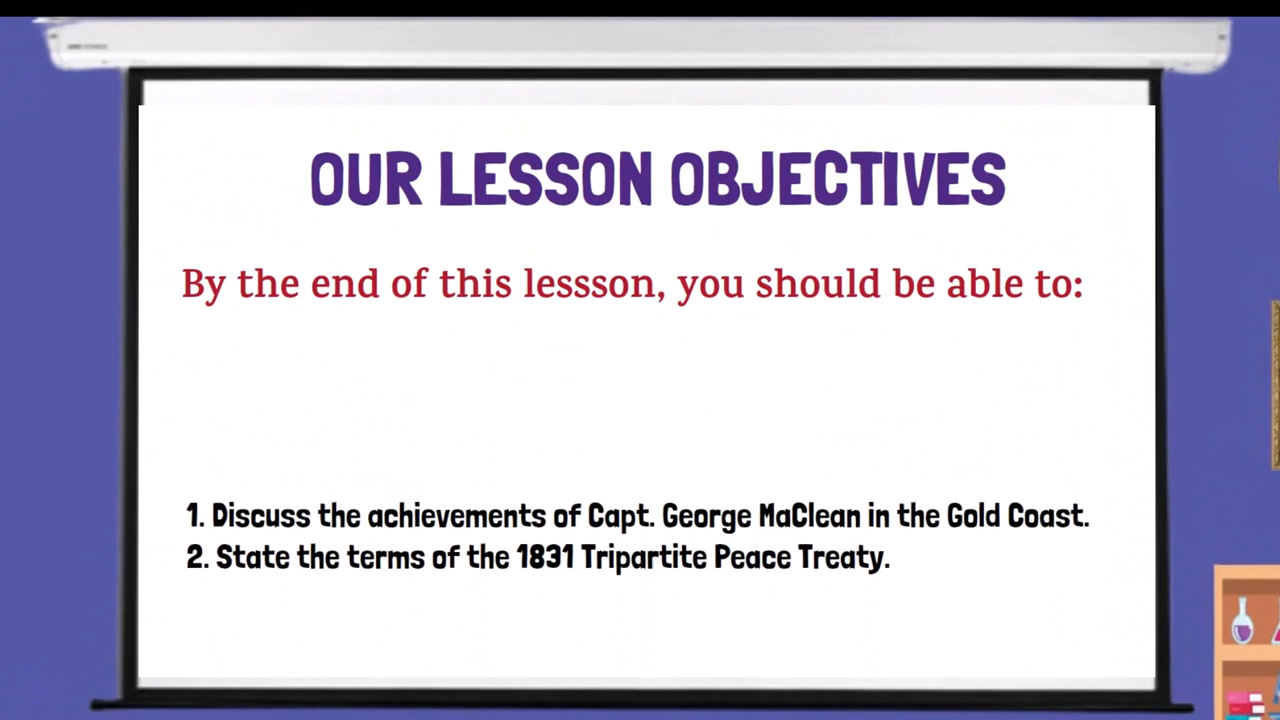 OUR LESSON OBJECTIVES
By the end of this lessson, you should be able to:
1. Discuss the achievements of Capt. George MaClean in the Gold Coast.
2. State the terms of the 1831 Tripartite Peace Treaty.